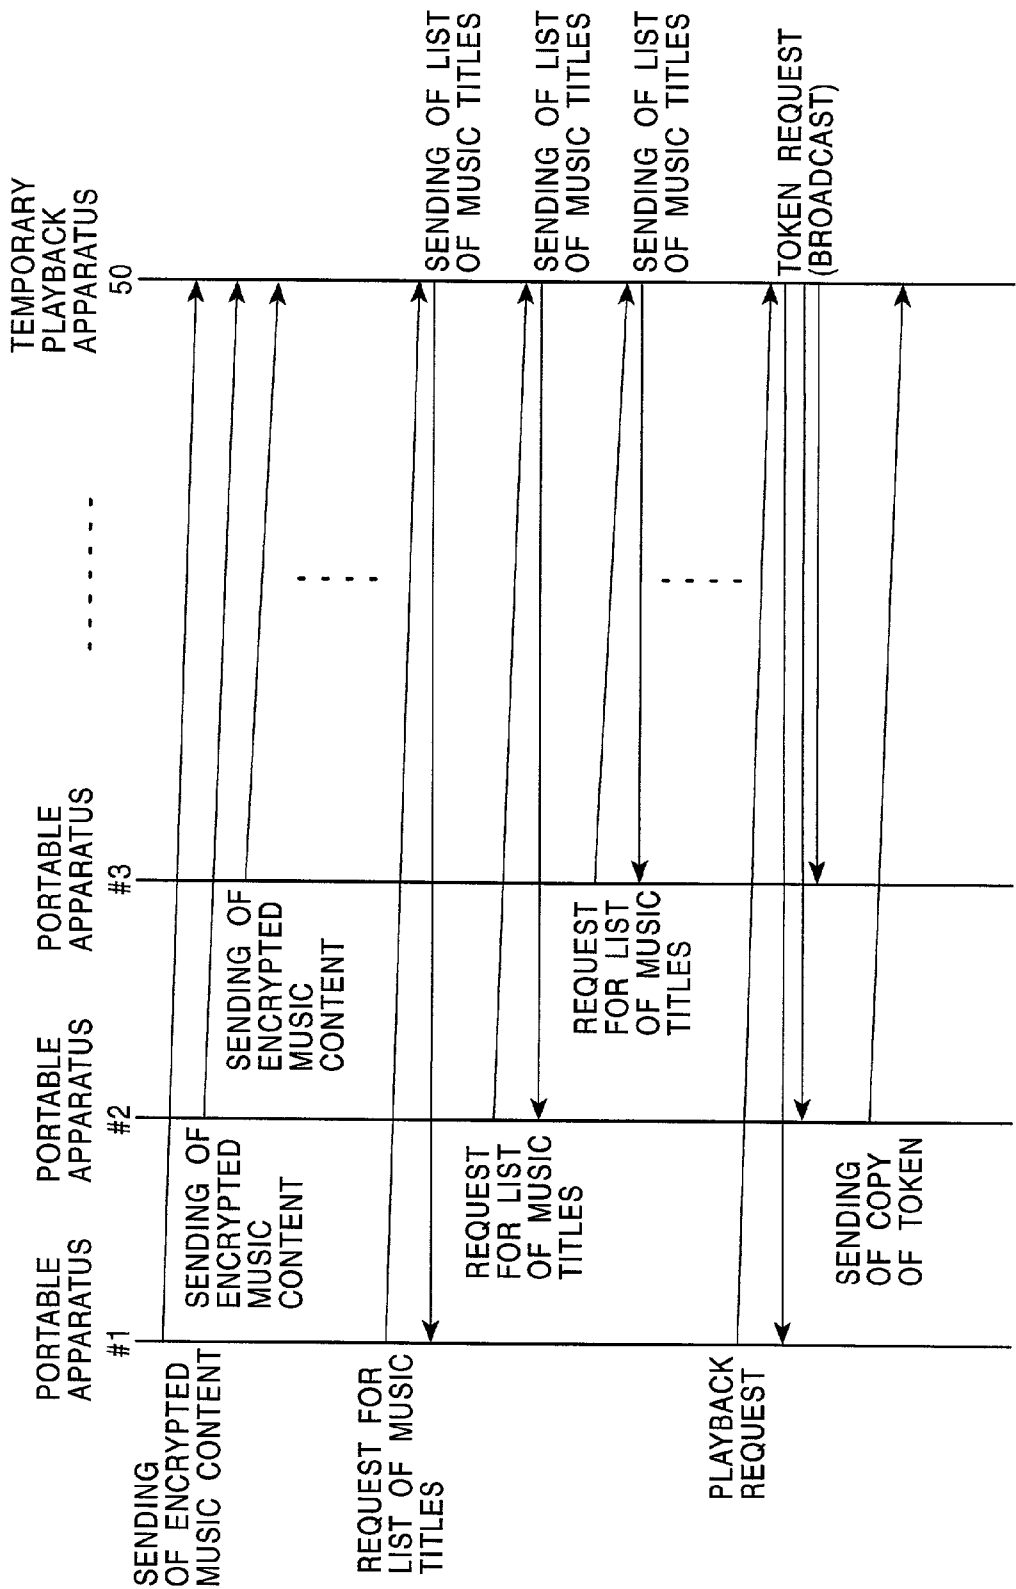 PORTABLE
APPARATUS
#1
PORTABLE
APPARATUS
#2
PORTABLE
APPARATUS
#3
TEMPORARY
PLAYBACK
APPARATUS
50
SENDING
OF ENCRYPTED
MUSIC CONTENT
SENDING OF
ENCRYPTED
MUSIC
CONTENT
SENDING OF
ENCRYPTED
MUSIC
CONTENT
REQUEST FOR
LIST OF MUSIC
TITLES
SENDING OF LIST
OF MUSIC TITLES
REQUEST
FOR LIST
OF MUSIC
TITLES
SENDING OF LIST
OF MUSIC TITLES
REQUEST
FOR LIST
OF MUSIC
TITLES
SENDING OF LIST
OF MUSIC TITLES
PLAYBACK
REQUEST
TOKEN REQUEST
(BROADCAST)
SENDING
OF COPY
OF TOKEN